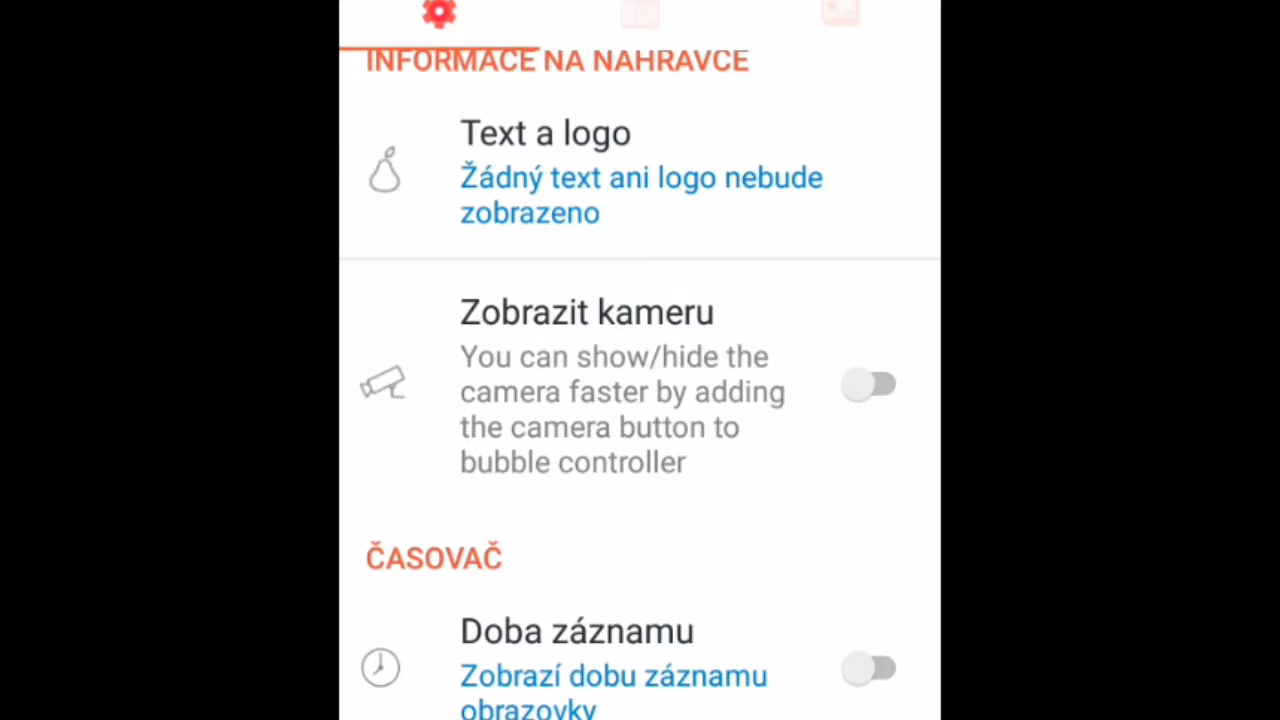 INFORMACE NA NAHRÁVCE
Text a logo
Žádný text ani logo nebude
zobrazeno
Zobrazit kameru
You can show/hide the
camera faster by adding
the camera button to
bubble controller
ČASOVAČ
Doba záznamu
Zobrazí dobu záznamu
obrazovky